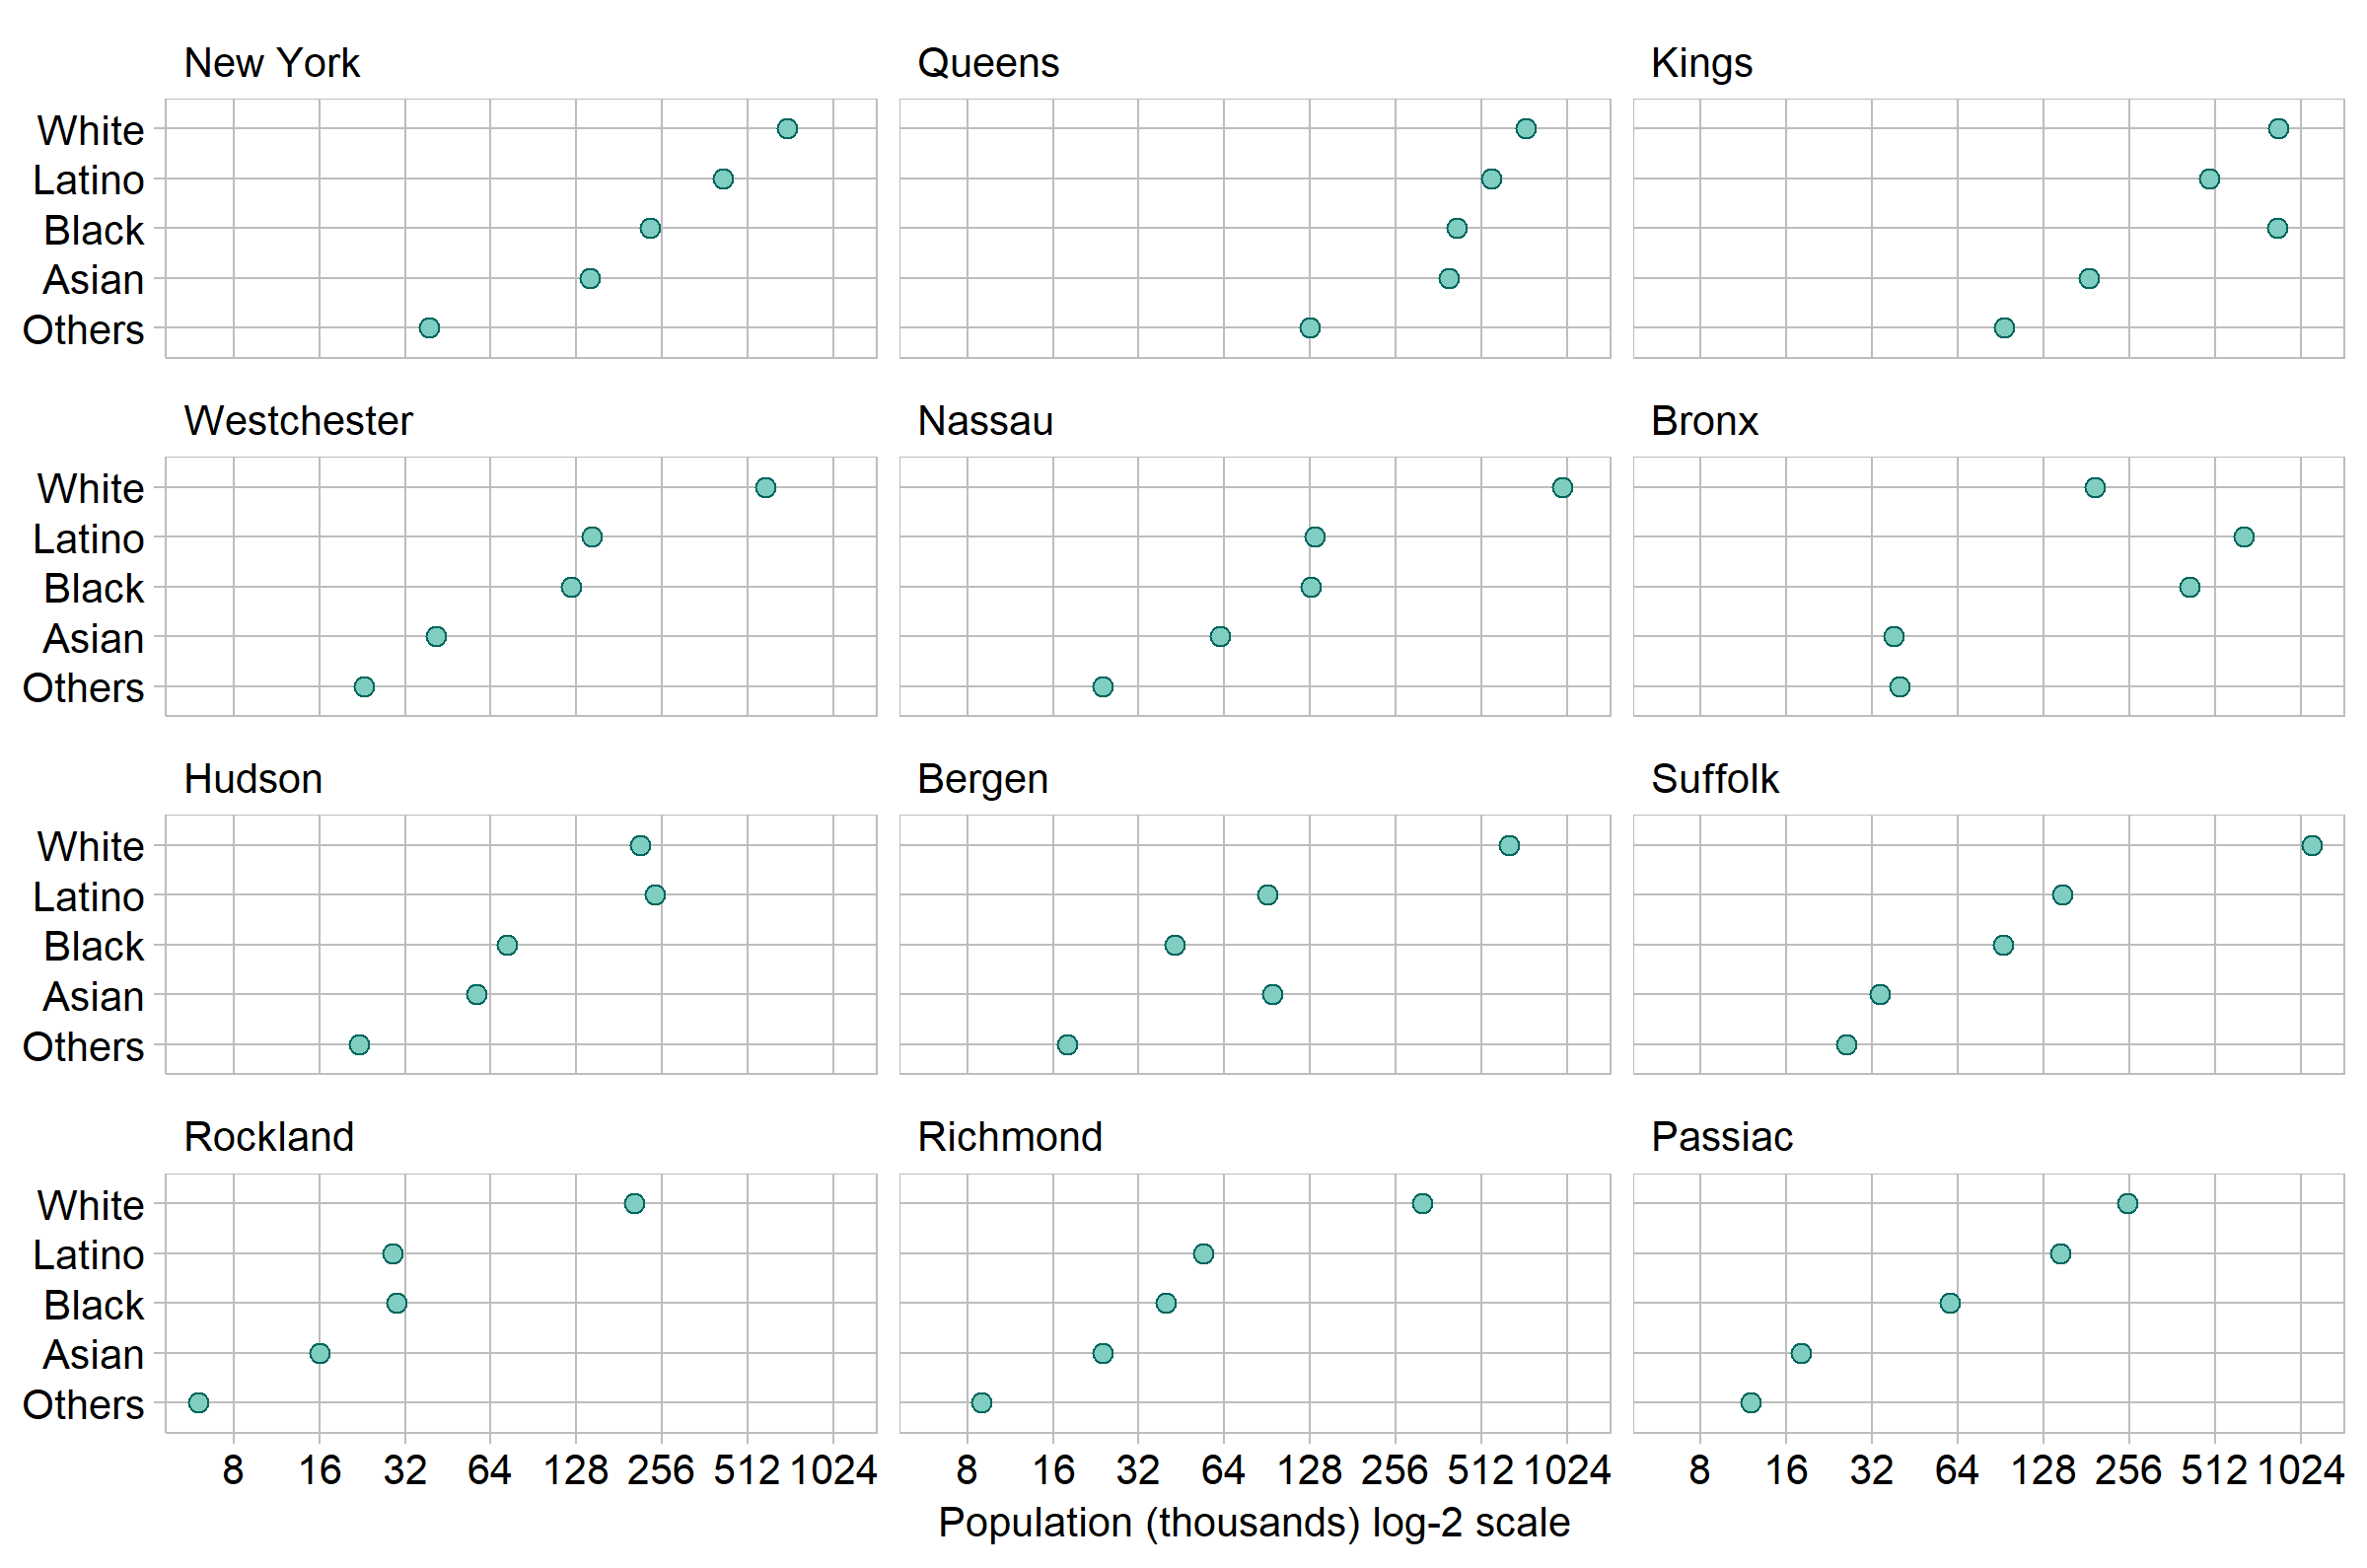 New York Queens Kings
White
Latino
Black
Asian
Others
Westchester Nassau Bronx
White
Latino
Black
Asian
Others
Hudson Bergen Suffolk
White
Latino
Black
Asian
Others
Rockland Richmond Passiac
White
Latino
Black
Asian
Others
8 16 32 64 128 256 512 1024 8 16 32 64 128 256 512 1024 8 16 32 64 128 256 512 1024
Population (thousands) log-2 scale